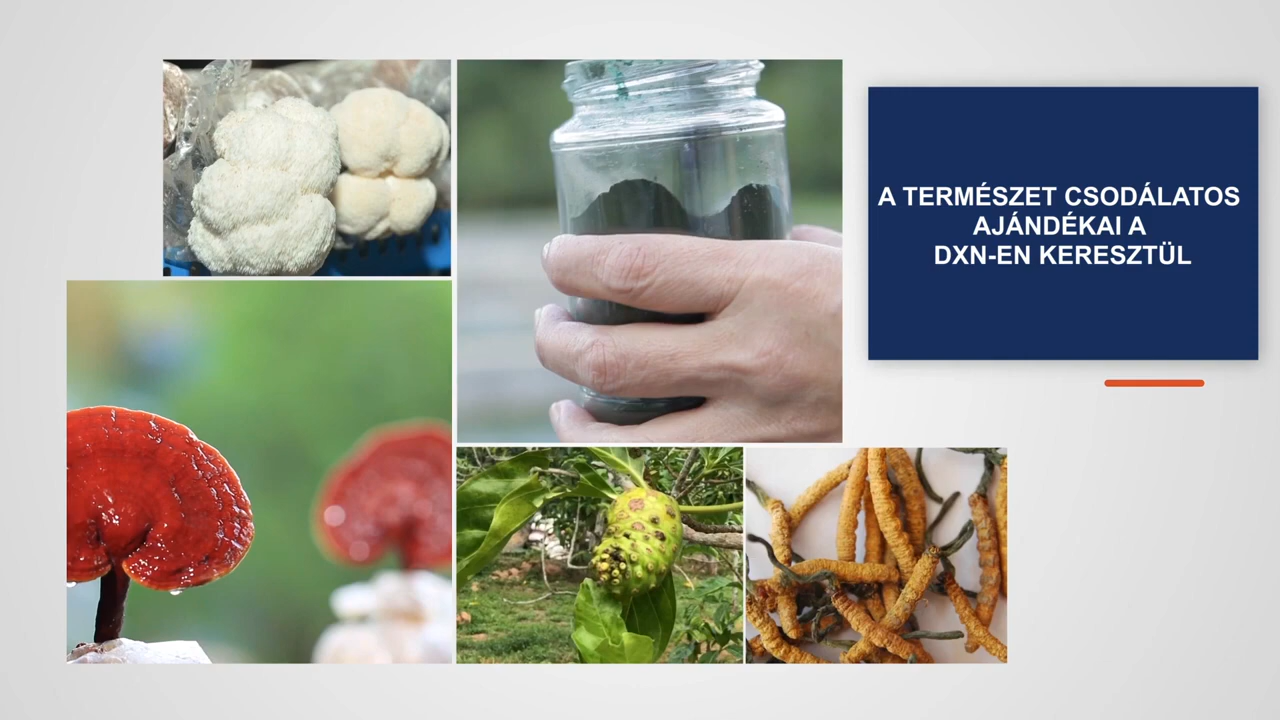 A TERMÉSZET CSODÁLATOS
AJÁNDÉKAI A
DXN-EN KERESZTÜL